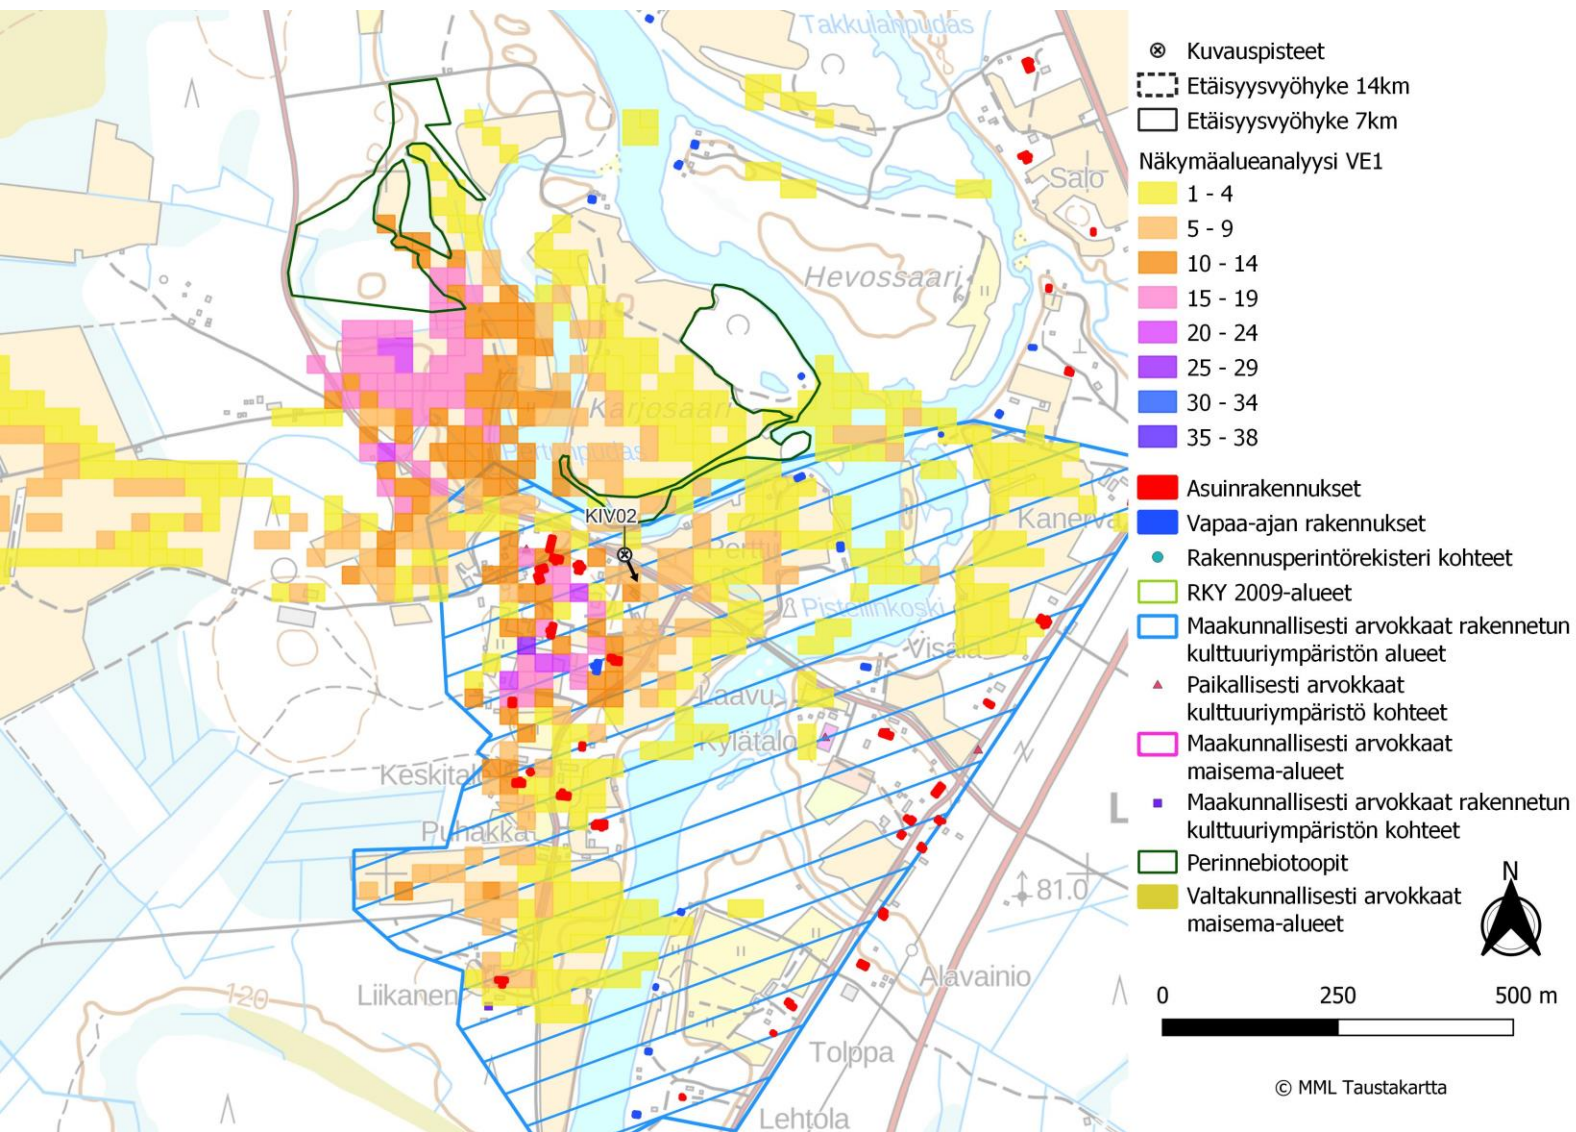 Takkulanpudas
Salo
Hevossaari
Karjosaari
Pertunpudas
KIV02
Kanerva
Perttu
Pistelinkoski
Visala
Laavu
Kylätalo
Keskitalo
Puhakka
L
81.0
Alavainio
Liikanen
120
Tolppa
Lehtola
Kuvauspisteet
Etäisyysvyöhyke 14km
Etäisyysvyöhyke 7km
Näkymäalueanalyysi VE1
1 - 4
5 - 9
10 - 14
15 - 19
20 - 24
25 - 29
30 - 34
35 - 38
Asuinrakennukset
Vapaa-ajan rakennukset
Rakennusperintörekisteri kohteet
RKY 2009-alueet
Maakunnallisesti arvokkaat rakennetun
kulttuuriympäristön alueet
Paikallisesti arvokkaat
kulttuuriympäristö kohteet
Maakunnallisesti arvokkaat
maisema-alueet
Maakunnallisesti arvokkaat rakennetun
kulttuuriympäristön kohteet
Perinnebiotoopit
Valtakunnallisesti arvokkaat
maisema-alueet
N
0 250 500 m
© MML Taustakartta